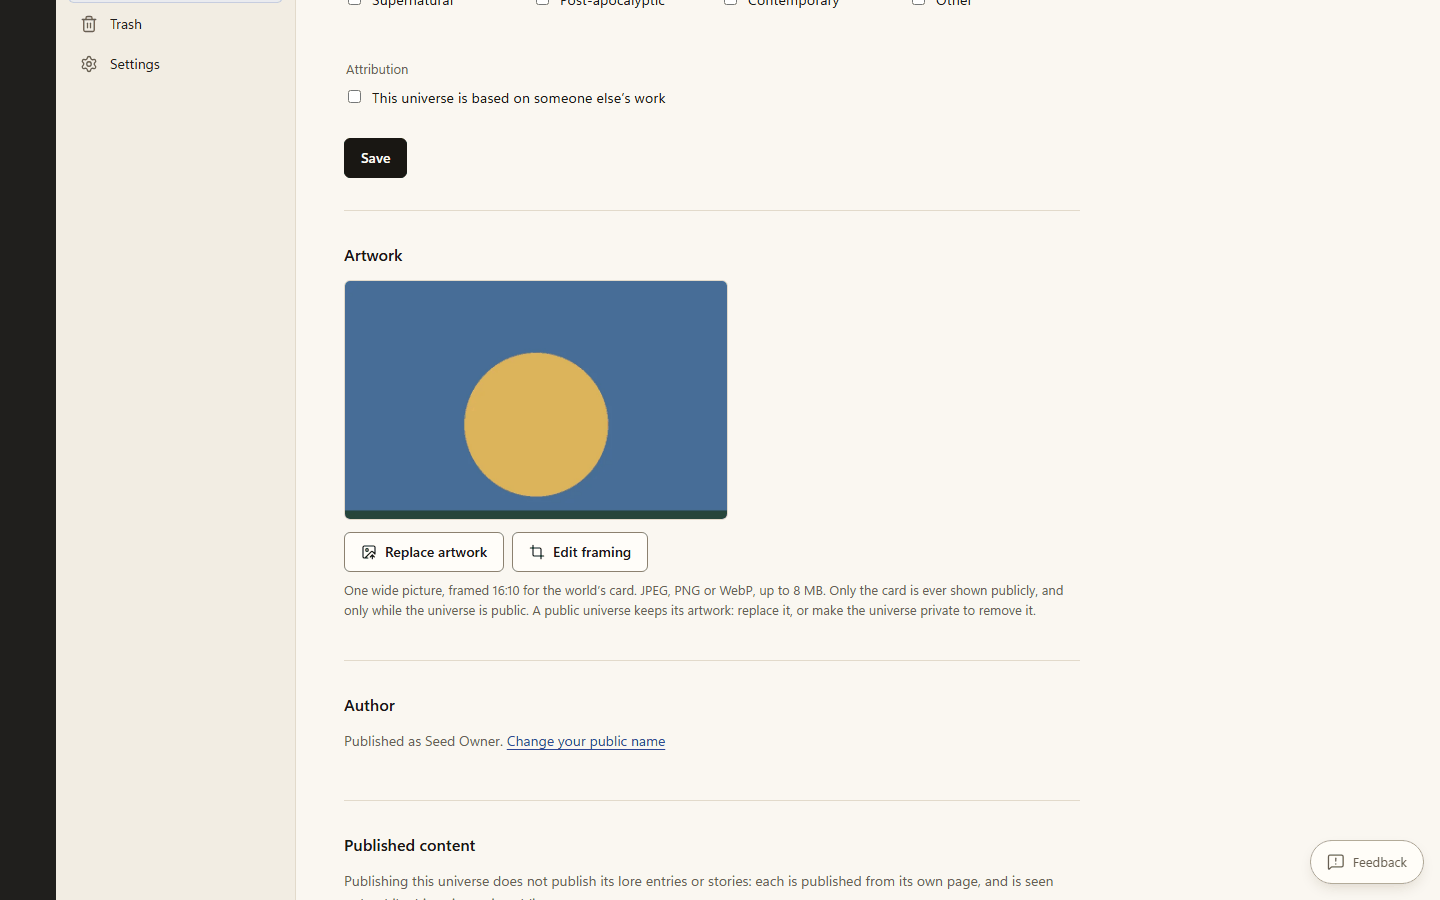 Supernatural
Post-apocalyptic
Contemporary
Other
Trash
Settings
Attribution
This universe is based on someone else’s work
Save
Artwork
Replace artwork
Edit framing
One wide picture, framed 16:10 for the world’s card. JPEG, PNG or WebP, up to 8 MB. Only the card is ever shown publicly, and
only while the universe is public. A public universe keeps its artwork: replace it, or make the universe private to remove it.
Author
Published as Seed Owner. Change your public name
Published content
Feedback
Publishing this universe does not publish its lore entries or stories: each is published from its own page, and is seen